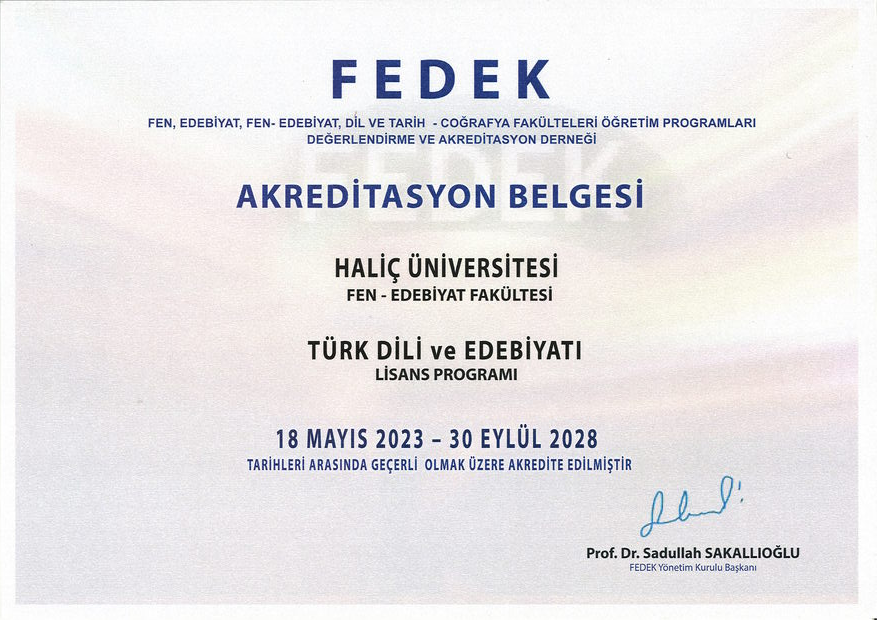 FEDEK
FEN, EDEBİYAT, FEN- EDEBİYAT, DİL VE TARİH - COĞRAFYA FAKÜLTELERİ ÖĞRETİM PROGRAMLARI
DEĞERLENDİRME VE AKREDİTASYON DERNEĞİ
AKREDİTASYON BELGESİ
HALİÇ ÜNİVERSİTESİ
FEN - EDEBİYAT FAKÜLTESİ
TÜRK DİLİ ve EDEBİYATI
LİSANS PROGRAMI
18 MAYIS 2023 – 30 EYLÜL 2028
TARİHLERİ ARASINDA GEÇERLİ OLMAK ÜZERE AKREDİTE EDİLMİŞTİR
Prof. Dr. Sadullah SAKALLIOĞLU
FEDEK Yönetim Kurulu Başkanı